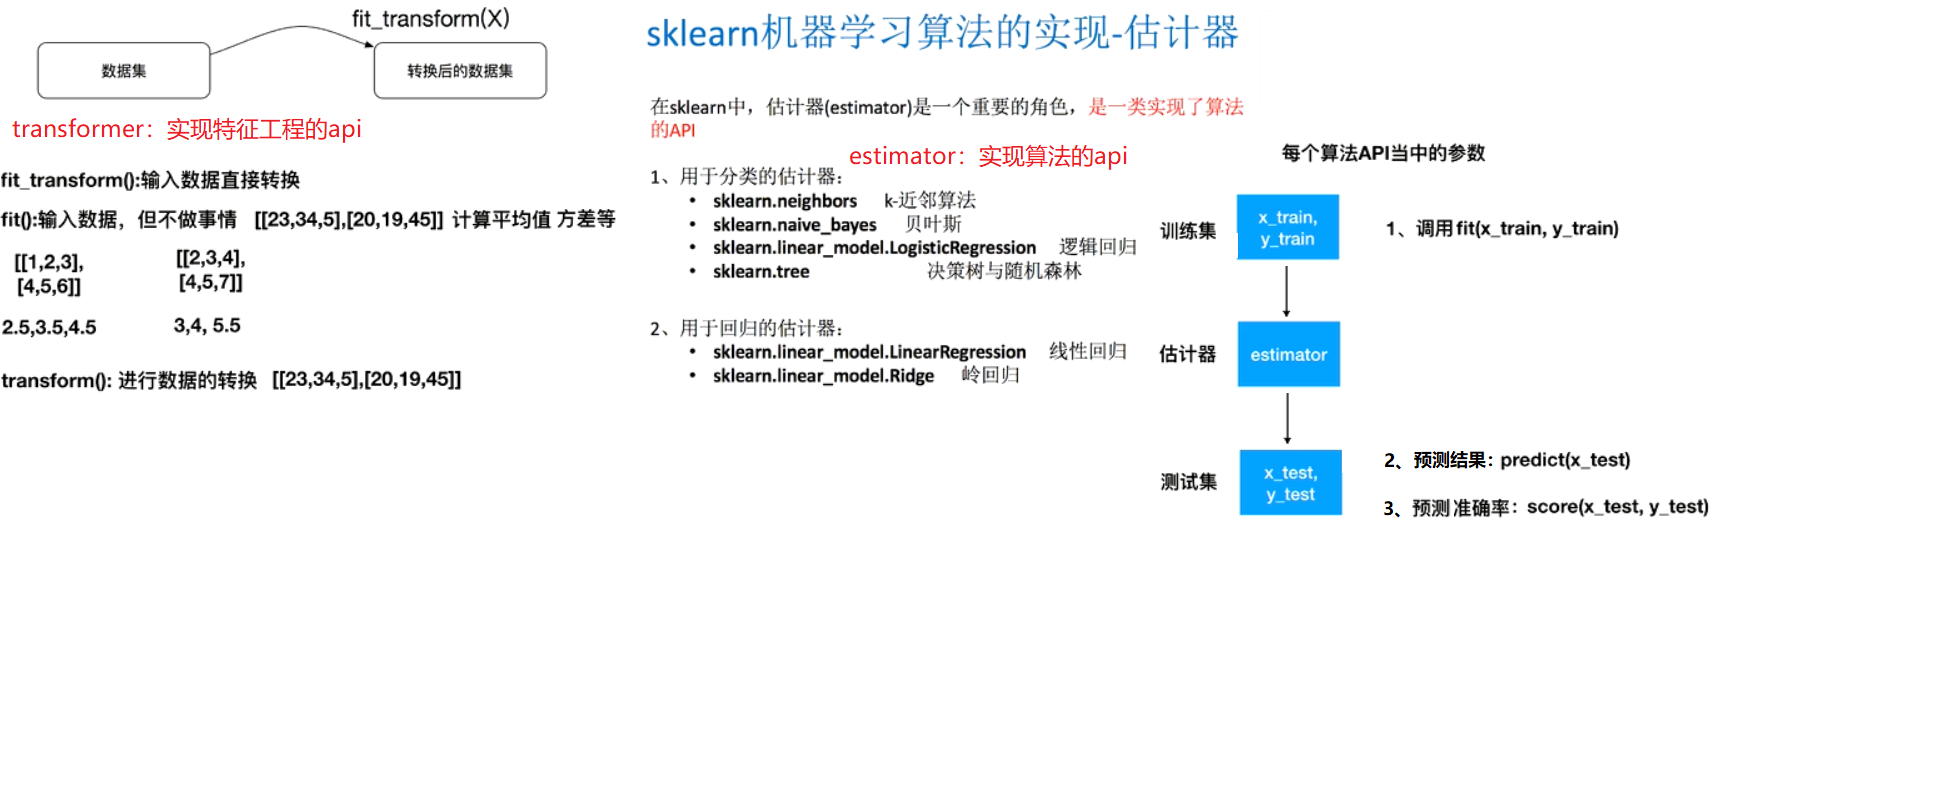 fit_transform(X)
数据集
转换后的数据集
transformer：实现特征工程的api
fit_transform():输入数据直接转换
fit():输入数据，但不做事情 [[23,34,5],[20,19,45]] 计算平均值 方差等
[[1,2,3],
[4,5,6]]
[[2,3,4],
[4,5,7]]
2.5,3.5,4.5
3,4, 5.5
transform(): 进行数据的转换 [[23,34,5],[20,19,45]]
sklearn机器学习算法的实现-估计器
在sklearn中，估计器(estimator)是一个重要的角色，是一类实现了算法
的API
estimator：实现算法的api
1、用于分类的估计器：
• sklearn.neighbors k-近邻算法
• sklearn.naive_bayes 贝叶斯
• sklearn.linear_model.LogisticRegression 逻辑回归
• sklearn.tree 决策树与随机森林
2、用于回归的估计器：
• sklearn.linear_model.LinearRegression 线性回归
• sklearn.linear_model.Ridge 岭回归
每个算法API当中的参数
训练集
x_train,
y_train
1、调用fit(x_train, y_train)
估计器
estimator
测试集
x_test,
y_test
2、预测结果：predict(x_test)
3、预测准确率：score(x_test, y_test)